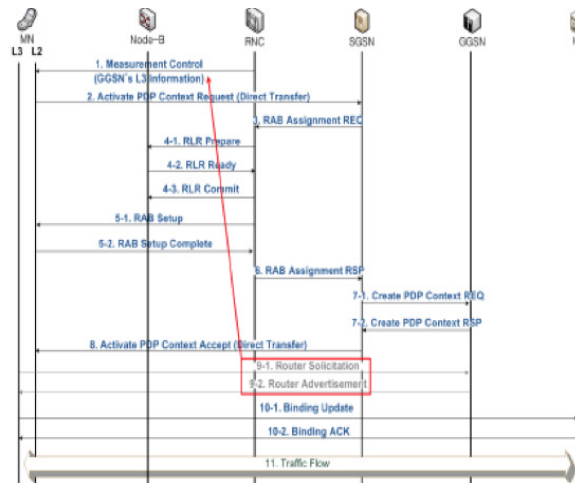 MN
Node-B
RNC
SGSN
GGSN
L3 L2
1. Measurement Control
(GGSN's L3 information)
2. Activate PDP Context Request (Direct Transfer)
3. RAB Assignment REQ
4-1. RLR Prepare
4-2. RLR Ready
4-3. RLR Commit
5-1. RAB Setup
5-2. RAB Setup Complete
6. RAB Assignment RSP
7-1. Create PDP Context REQ
7-2. Create PDP Context RSP
8. Activate PDP Context Accept (Direct Transfer)
9-1. Router Solicitation
9-2. Router Advertisement
10-1. Binding Update
10-2. Binding ACK
11. Traffic Flow